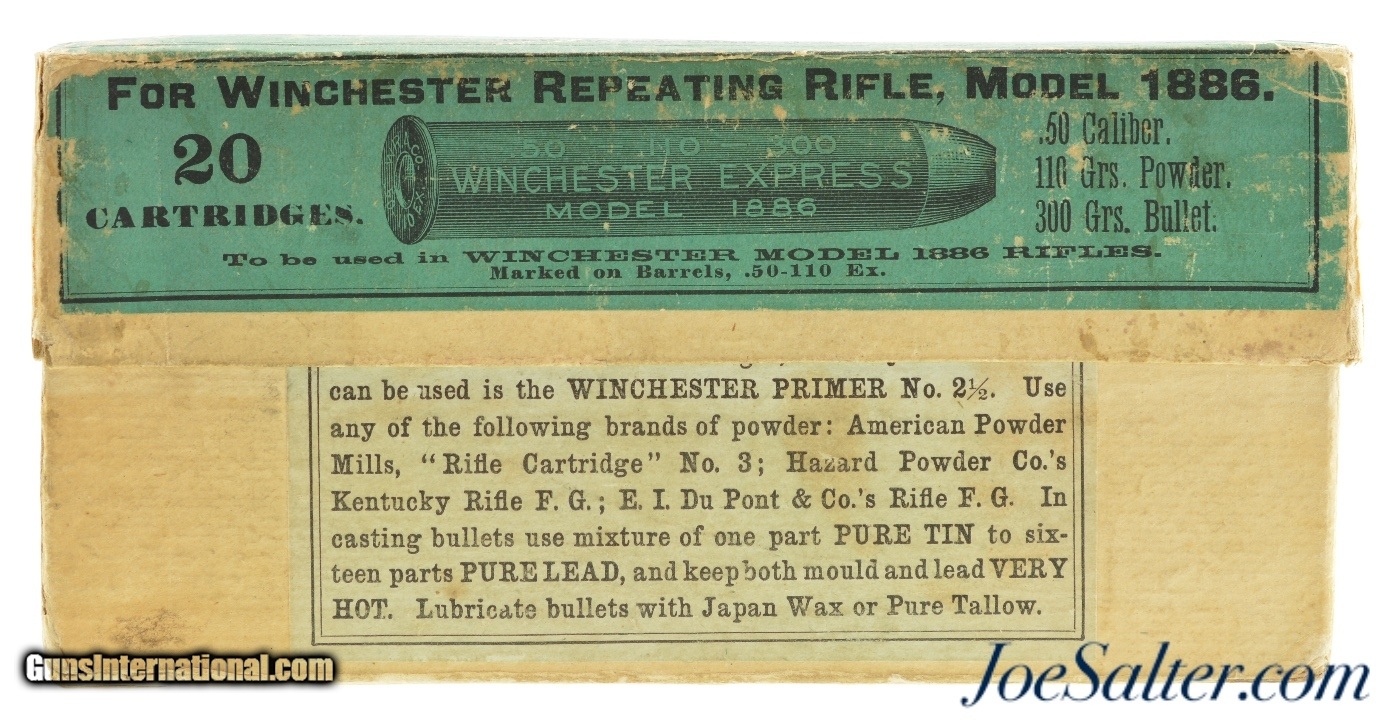 FOR WINCHESTER REPEATING RIFLE, MODEL 1886.
20
CARTRIDGES.
W.R.A. CO.
50 EX.
.50 — 110 — 300
WINCHESTER EXPRESS
MODEL 1886
.50 Caliber.
110 Grs. Powder.
300 Grs. Bullet.
To be used in WINCHESTER MODEL 1886 RIFLES.
Marked on Barrels, .50-110 Ex.
can be used is the WINCHESTER PRIMER No. 2½. Use
any of the following brands of powder: American Powder
Mills, "Rifle Cartridge" No. 3; Hazard Powder Co.'s
Kentucky Rifle F. G.; E. I. Du Pont & Co.'s Rifle F. G. In
casting bullets use mixture of one part PURE TIN to six-
teen parts PURE LEAD, and keep both mould and lead VERY
HOT. Lubricate bullets with Japan Wax or Pure Tallow.
GunsInternational.com
JoeSalter.com